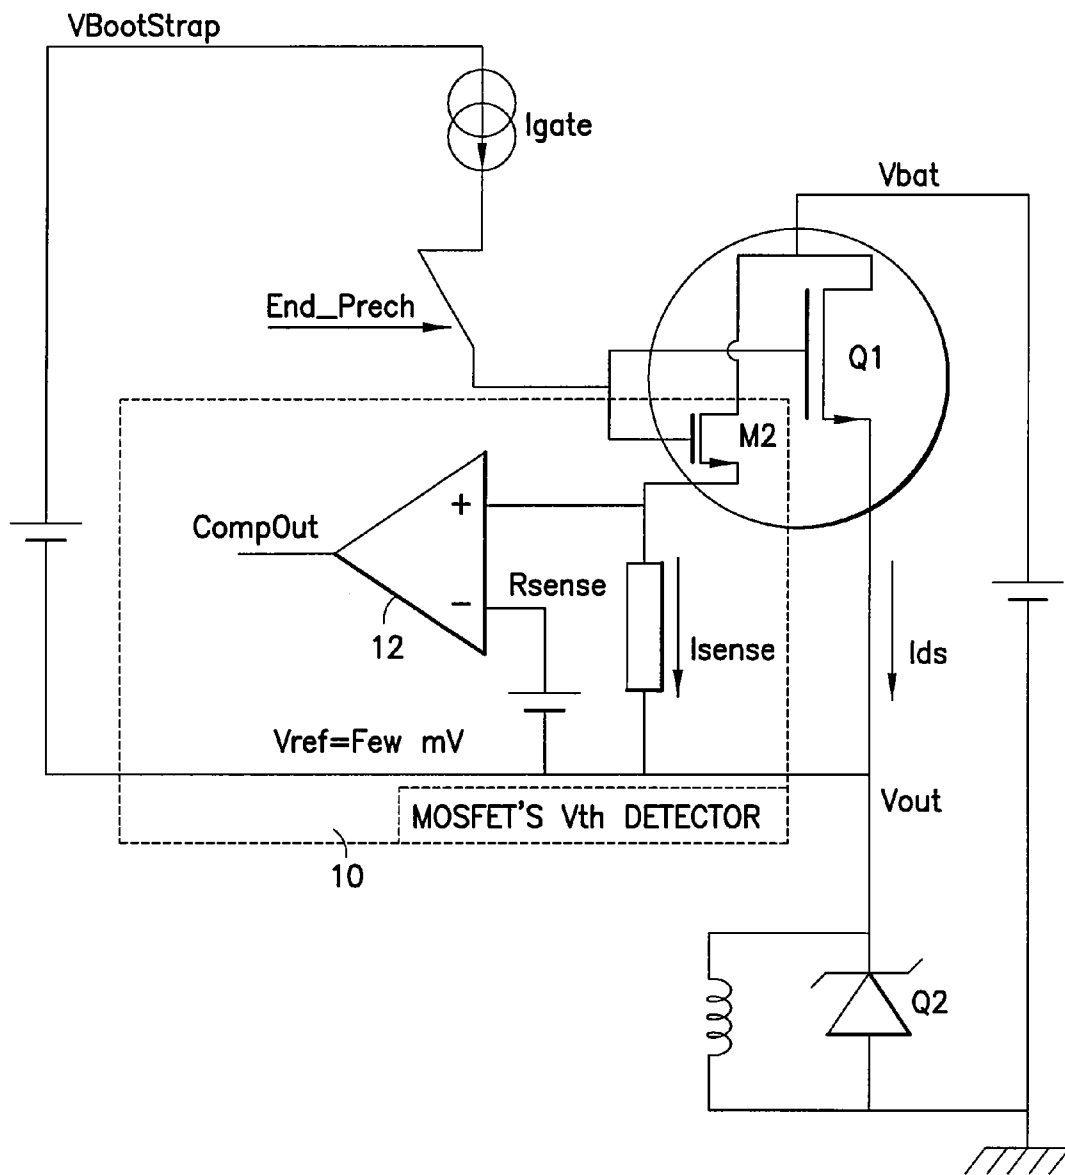 VBootStrap
Igate
Vbat
End_Prech
Q1
M2
+
CompOut
Rsense
−
12
Isense
Ids
Vref=Few mV
Vout
MOSFET'S Vth DETECTOR
10
Q2